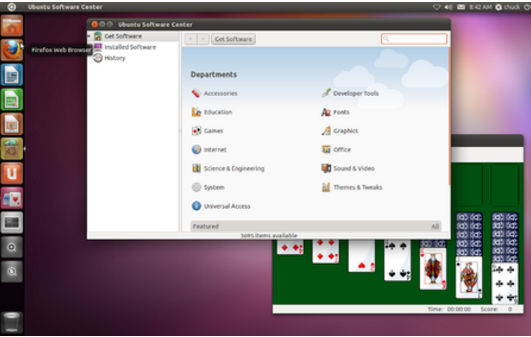 Ubuntu Software Center
8:42 AM chuck
Ubuntu Software Center
Get Software
Installed Software
History
Firefox Web Browser
Get Software
Departments
Accessories
Developer Tools
Education
Fonts
Games
Graphics
Internet
Office
Science & Engineering
Sound & Video
System
Themes & Tweaks
Universal Access
Featured
All
3695 items available
Time: 00:00:00 Score: 0